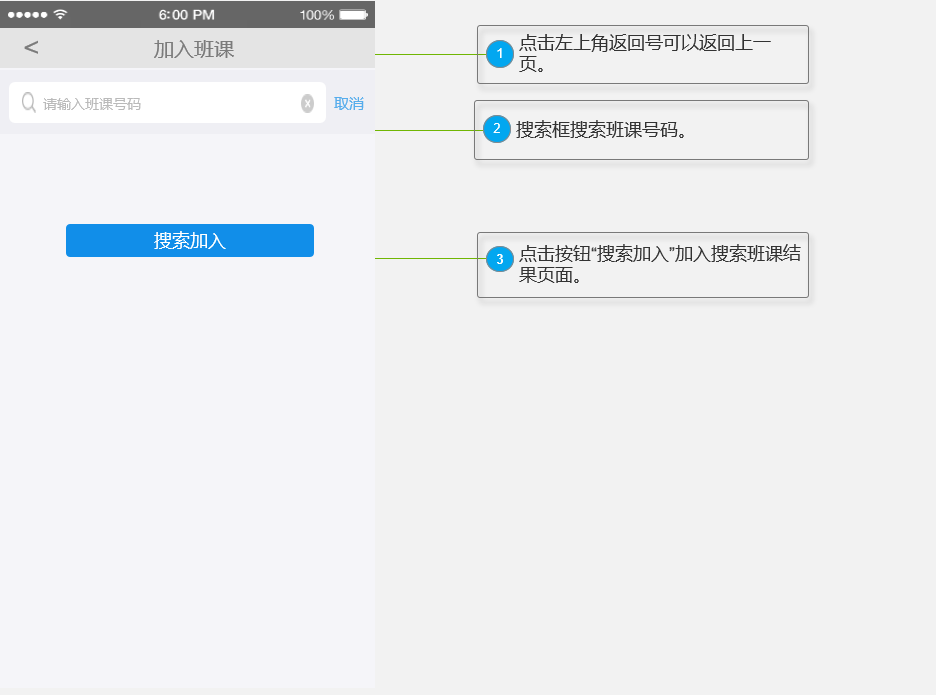 6:00 PM 100%
< 加入班课
请输入班课号码 x 取消
搜索加入
1 点击左上角返回号可以返回上一
页。
2 搜索框搜索班课号码。
3 点击按钮“搜索加入”加入搜索班课结
果页面。